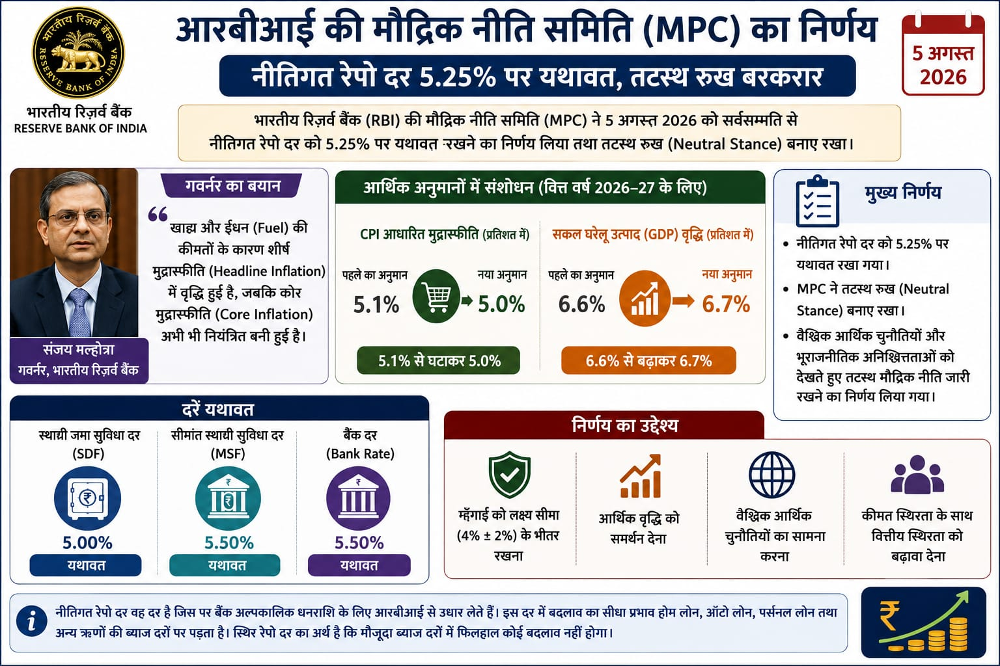 भारतीय रिज़र्व बैंक
RESERVE BANK OF INDIA
भारतीय रिज़र्व बैंक
RESERVE BANK OF INDIA
आरबीआई की मौद्रिक नीति समिति (MPC) का निर्णय
नीतिगत रेपो दर 5.25% पर यथावत, तटस्थ रुख बरकरार
5 अगस्त
2026
भारतीय रिज़र्व बैंक (RBI) की मौद्रिक नीति समिति (MPC) ने 5 अगस्त 2026 को सर्वसम्मति से
नीतिगत रेपो दर को 5.25% पर यथावत रखने का निर्णय लिया तथा तटस्थ रुख (Neutral Stance) बनाए रखा।
गवर्नर का बयान
“
खाद्य और ईधन (Fuel) की
कीमतों के कारण शीर्ष
मुद्रास्फीति (Headline Inflation)
में वृद्धि हुई है, जबकि कोर
मुद्रास्फीति (Core Inflation)
अभी भी नियंत्रित बनी हुई है।
संजय मल्होत्रा
गवर्नर, भारतीय रिज़र्व बैंक
आर्थिक अनुमानों में संशोधन (वित्त वर्ष 2026–27 के लिए)
CPI आधारित मुद्रास्फीति (प्रतिशत में)
पहले का अनुमान
5.1%
नया अनुमान
5.0%
5.1% से घटाकर 5.0%
सकल घरेलू उत्पाद (GDP) वृद्धि (प्रतिशत में)
पहले का अनुमान
6.6%
नया अनुमान
6.7%
6.6% से बढ़ाकर 6.7%
मुख्य निर्णय
• नीतिगत रेपो दर को 5.25% पर
यथावत रखा गया।
• MPC ने तटस्थ रुख (Neutral
Stance) बनाए रखा।
• वैश्विक आर्थिक चुनौतियों और
भूराजनीतिक अनिश्चितताओं को
देखते हुए तटस्थ मौद्रिक नीति जारी
रखने का निर्णय लिया गया।
दरें यथावत
स्थायी जमा सुविधा दर
(SDF)
₹
5.00%
यथावत
सीमांत स्थायी सुविधा दर
(MSF)
₹
₹
5.50%
यथावत
बैंक दर
(Bank Rate)
₹
5.50%
यथावत
निर्णय का उद्देश्य
महँगाई को लक्ष्य सीमा
(4% ± 2%) के भीतर
रखना
आर्थिक वृद्धि को
समर्थन देना
वैश्विक आर्थिक
चुनौतियों का सामना
करना
कीमत स्थिरता के साथ
वित्तीय स्थिरता को
बढ़ावा देना
i
नीतिगत रेपो दर वह दर है जिस पर बैंक अल्पकालिक धनराशि के लिए आरबीआई से उधार लेते हैं। इस दर में बदलाव का सीधा प्रभाव होम लोन, ऑटो लोन, पर्सनल लोन तथा
अन्य ऋणों की ब्याज दरों पर पड़ता है। स्थिर रेपो दर का अर्थ है कि मौजूदा ब्याज दरों में फिलहाल कोई बदलाव नहीं होगा।
₹